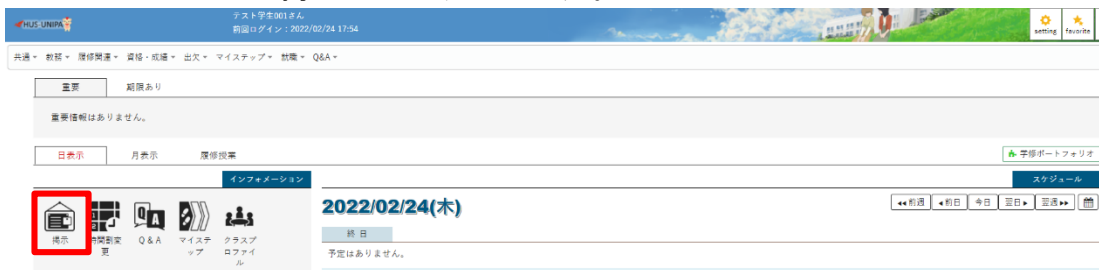 HUS-UNIPA
テスト学生001さん
前回ログイン：2022/02/24 17:54
setting
favorite
共通 教務 履修関連 資格・成績 出欠 マイステップ 就職 Q&A
重要 期限あり
重要情報はありません。
日表示 月表示 履修授業
学修ポートフォリオ
インフォメーション
スケジュール
掲示
時間割変
更
Q & A
マイステ
ップ
クラスプ
ロファイ
ル
2022/02/24(木)
前週 前日 今日 翌日 翌週
終日
予定はありません。